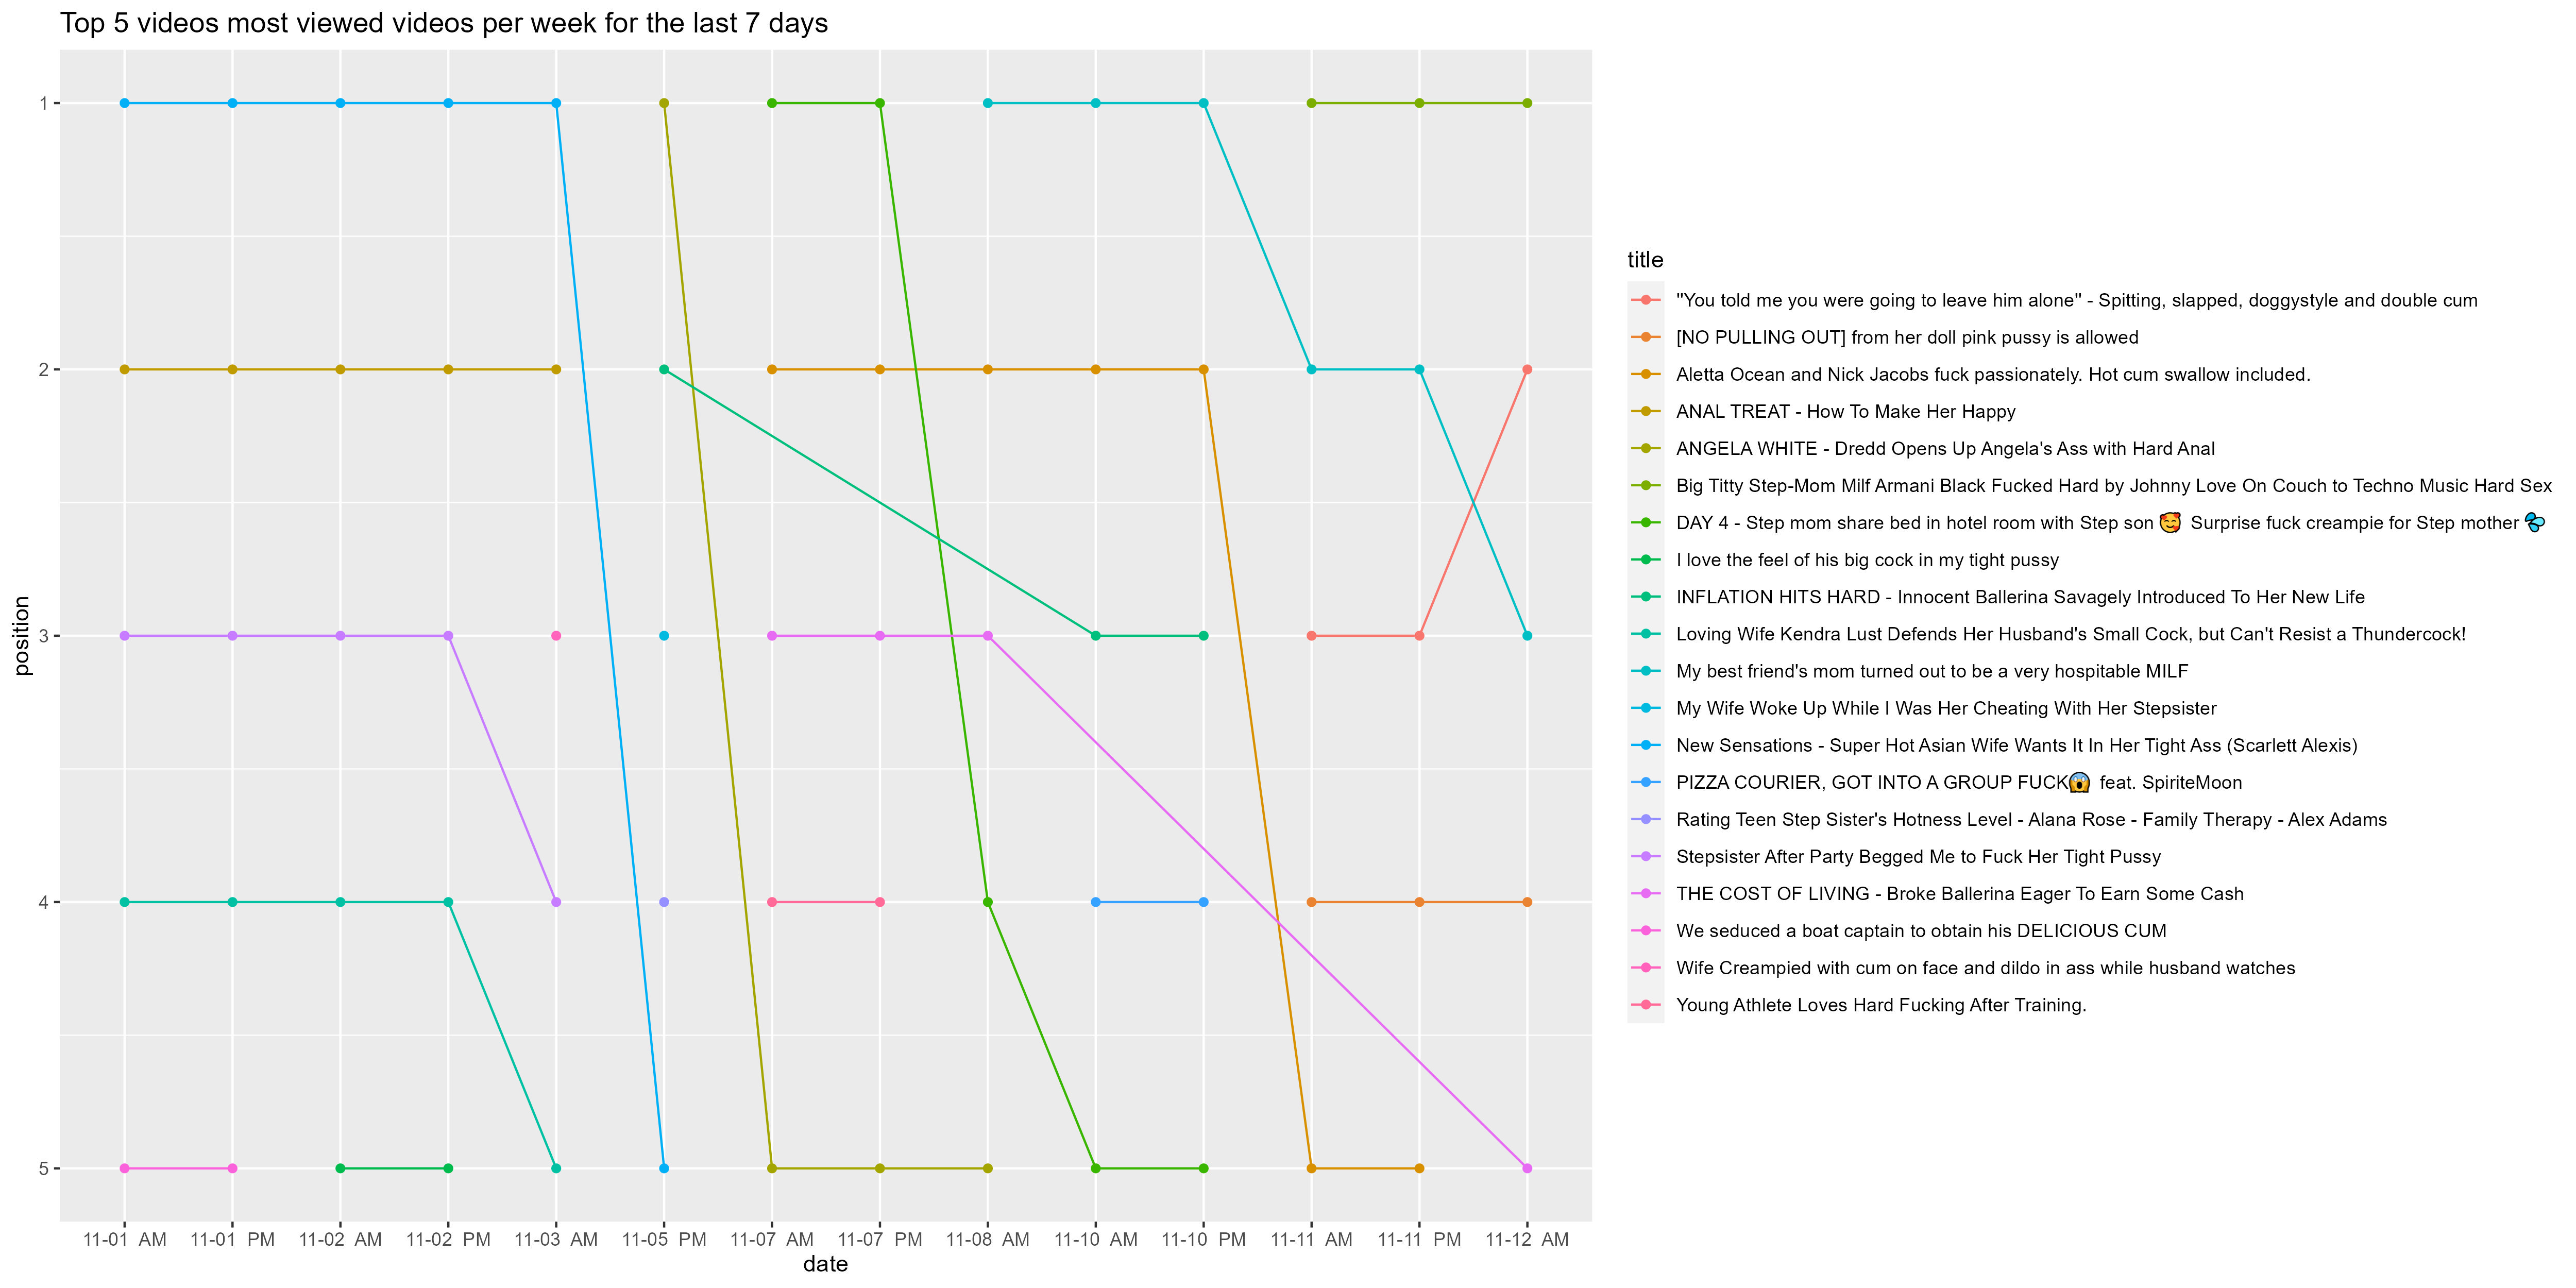 Top 5 videos most viewed videos per week for the last 7 days
1
2
3
4
5
position
11-01 AM
11-01 PM
11-02 AM
11-02 PM
11-03 AM
11-05 PM
11-07 AM
11-07 PM
11-08 AM
11-10 AM
11-10 PM
11-11 AM
11-11 PM
11-12 AM
date
title
"You told me you were going to leave him alone" - Spitting, slapped, doggystyle and double cum
[NO PULLING OUT] from her doll pink pussy is allowed
Aletta Ocean and Nick Jacobs fuck passionately. Hot cum swallow included.
ANAL TREAT - How To Make Her Happy
ANGELA WHITE - Dredd Opens Up Angela's Ass with Hard Anal
Big Titty Step-Mom Milf Armani Black Fucked Hard by Johnny Love On Couch to Techno Music Hard Sex
DAY 4 - Step mom share bed in hotel room with Step son 🥰 Surprise fuck creampie for Step mother 💦
I love the feel of his big cock in my tight pussy
INFLATION HITS HARD - Innocent Ballerina Savagely Introduced To Her New Life
Loving Wife Kendra Lust Defends Her Husband's Small Cock, but Can't Resist a Thundercock!
My best friend's mom turned out to be a very hospitable MILF
My Wife Woke Up While I Was Her Cheating With Her Stepsister
New Sensations - Super Hot Asian Wife Wants It In Her Tight Ass (Scarlett Alexis)
PIZZA COURIER, GOT INTO A GROUP FUCK😱 feat. SpiriteMoon
Rating Teen Step Sister's Hotness Level - Alana Rose - Family Therapy - Alex Adams
Stepsister After Party Begged Me to Fuck Her Tight Pussy
THE COST OF LIVING - Broke Ballerina Eager To Earn Some Cash
We seduced a boat captain to obtain his DELICIOUS CUM
Wife Creampied with cum on face and dildo in ass while husband watches
Young Athlete Loves Hard Fucking After Training.